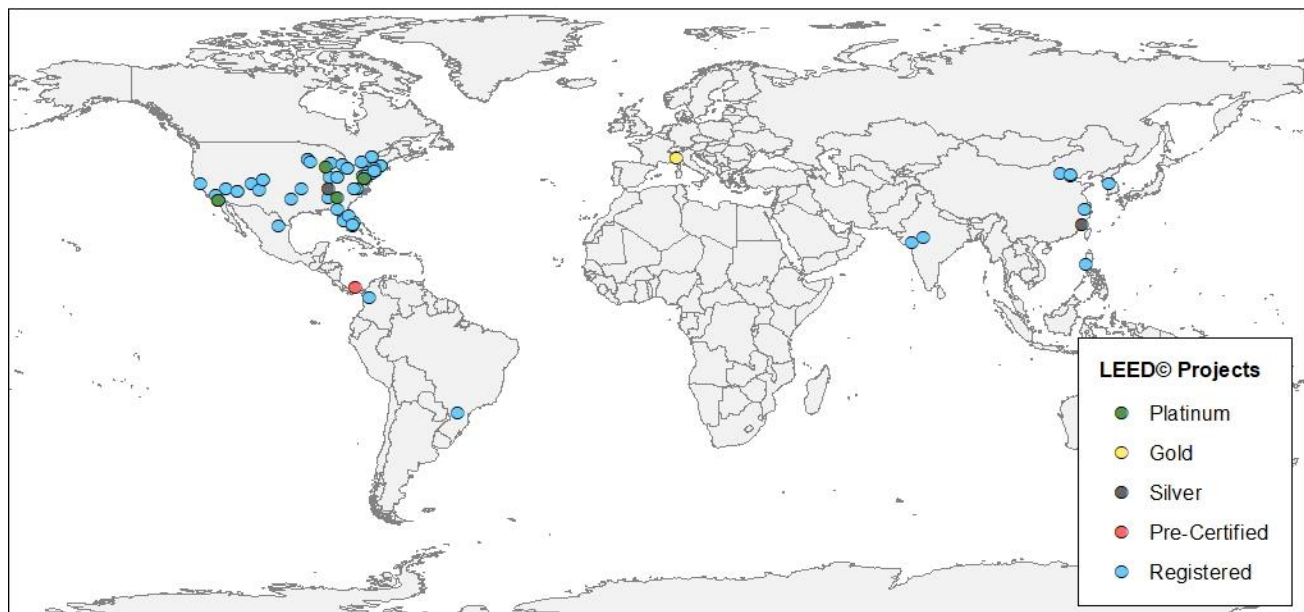 LEED© Projects
Platinum
Gold
Silver
Pre-Certified
Registered